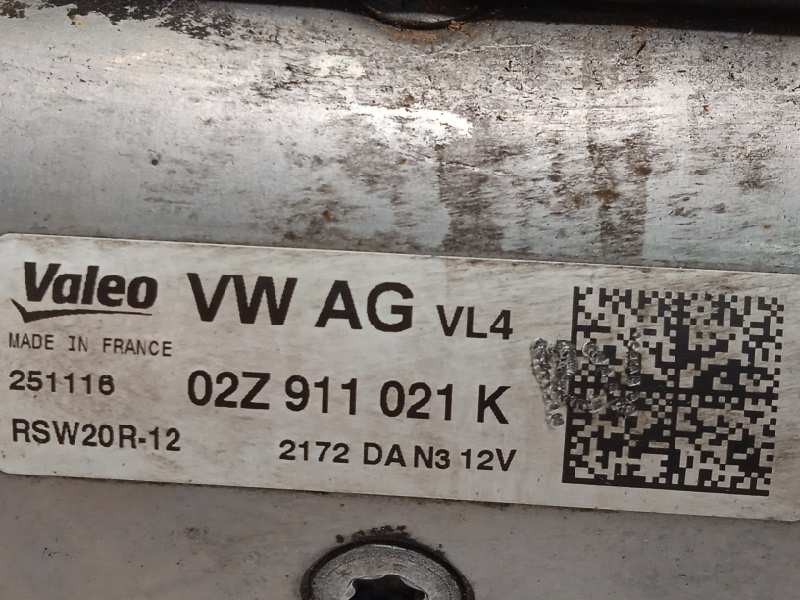 Valeo VW AG VL4
MADE IN FRANCE
251116 02Z 911 021 K
RSW20R-12 2172 DA N3 12V